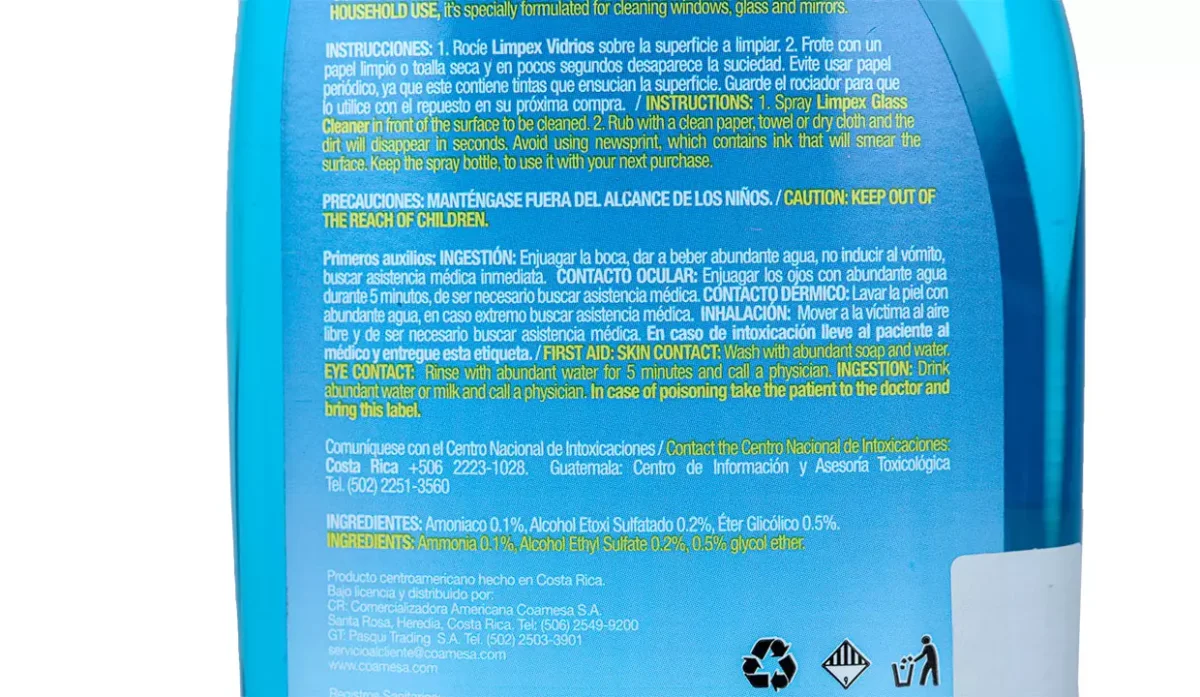 HOUSEHOLD USE, it's specially formulated for cleaning windows, glass and mirrors.
INSTRUCCIONES: 1. Rocíe Limpex Vidrios sobre la superficie a limpiar. 2. Frote con un
papel limpio o toalla seca y en pocos segundos desaparece la suciedad. Evite usar papel
periódico, ya que este contiene tintas que ensucian la superficie. Guarde el rociador para que
lo utilice con el repuesto en su próxima compra. / INSTRUCTIONS: 1. Spray Limpex Glass
Cleaner in front of the surface to be cleaned. 2. Rub with a clean paper, towel or dry cloth and the
dirt will disappear in seconds. Avoid using newsprint, which contains ink that will smear the
surface. Keep the spray bottle, to use it with your next purchase.
PRECAUCIONES: MANTÉNGASE FUERA DEL ALCANCE DE LOS NIÑOS. / CAUTION: KEEP OUT OF
THE REACH OF CHILDREN.
Primeros auxilios: INGESTIÓN: Enjuagar la boca, dar a beber abundante agua, no inducir al vómito,
buscar asistencia médica inmediata. CONTACTO OCULAR: Enjuagar los ojos con abundante agua
durante 5 minutos, de ser necesario buscar asistencia médica. CONTACTO DÉRMICO: Lavar la piel con
abundante agua, en caso extremo buscar asistencia médica. INHALACIÓN: Mover a la víctima al aire
libre y de ser necesario buscar asistencia médica. En caso de intoxicación lleve al paciente al
médico y entregue esta etiqueta. / FIRST AID: SKIN CONTACT: Wash with abundant soap and water.
EYE CONTACT: Rinse with abundant water for 5 minutes and call a physician. INGESTION: Drink
abundant water or milk and call a physician. In case of poisoning take the patient to the doctor and
bring this label.
Comuníquese con el Centro Nacional de Intoxicaciones / Contact the Centro Nacional de Intoxicaciones:
Costa Rica +506 2223-1028. Guatemala: Centro de Información y Asesoría Toxicológica
Tel. (502) 2251-3560
INGREDIENTES: Amoniaco 0.1%, Alcohol Etoxi Sulfatado 0.2%, Éter Glicólico 0.5%.
INGREDIENTS: Ammonia 0.1%, Alcohol Ethyl Sulfate 0.2%, 0.5% glycol ether.
Producto centroamericano hecho en Costa Rica.
Bajo licencia y distribuido por:
CR: Comercializadora Americana Coamesa S.A.
Santa Rosa, Heredia, Costa Rica. Tel: (506) 2549-9200
GT: Pasqui Trading S.A. Tel. (502) 2503-3901
servicioalcliente@coamesa.com
www.coamesa.com
9